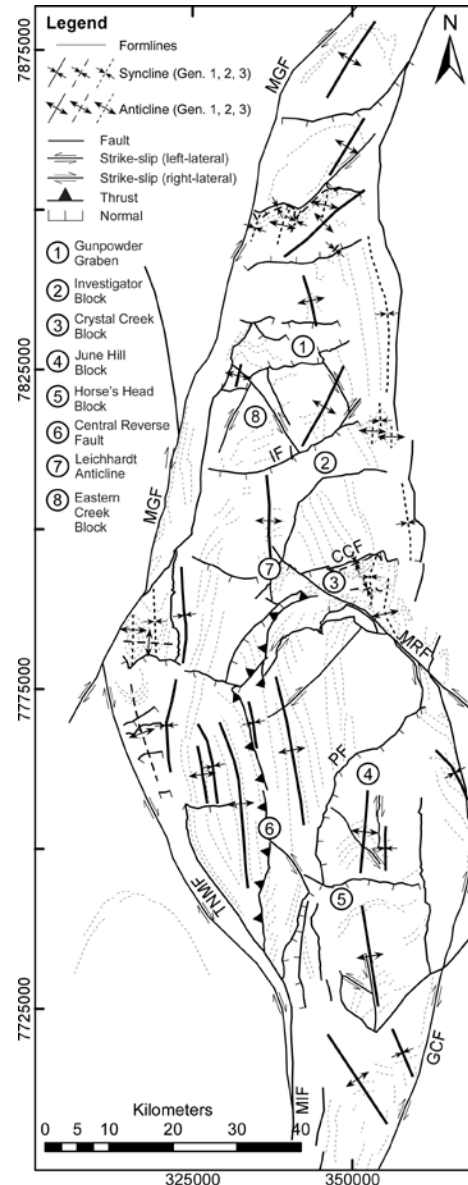 Legend
Formlines
Syncline (Gen. 1, 2, 3)
Anticline (Gen. 1, 2, 3)
Fault
Strike-slip (left-lateral)
Strike-slip (right-lateral)
Thrust
Normal
1 Gunpowder
Graben
2 Investigator
Block
3 Crystal Creek
Block
4 June Hill
Block
5 Horse's Head
Block
6 Central Reverse
Fault
7 Leichhardt
Anticline
8 Eastern
Creek
Block
N
MGF
1
8
IF
2
MGF
7
CCF
3
MRF
PF
4
6
5
TNMF
GCF
MIF
Kilometers
0 10 20 30 40
7875000
7825000
7775000
7725000
325000 350000